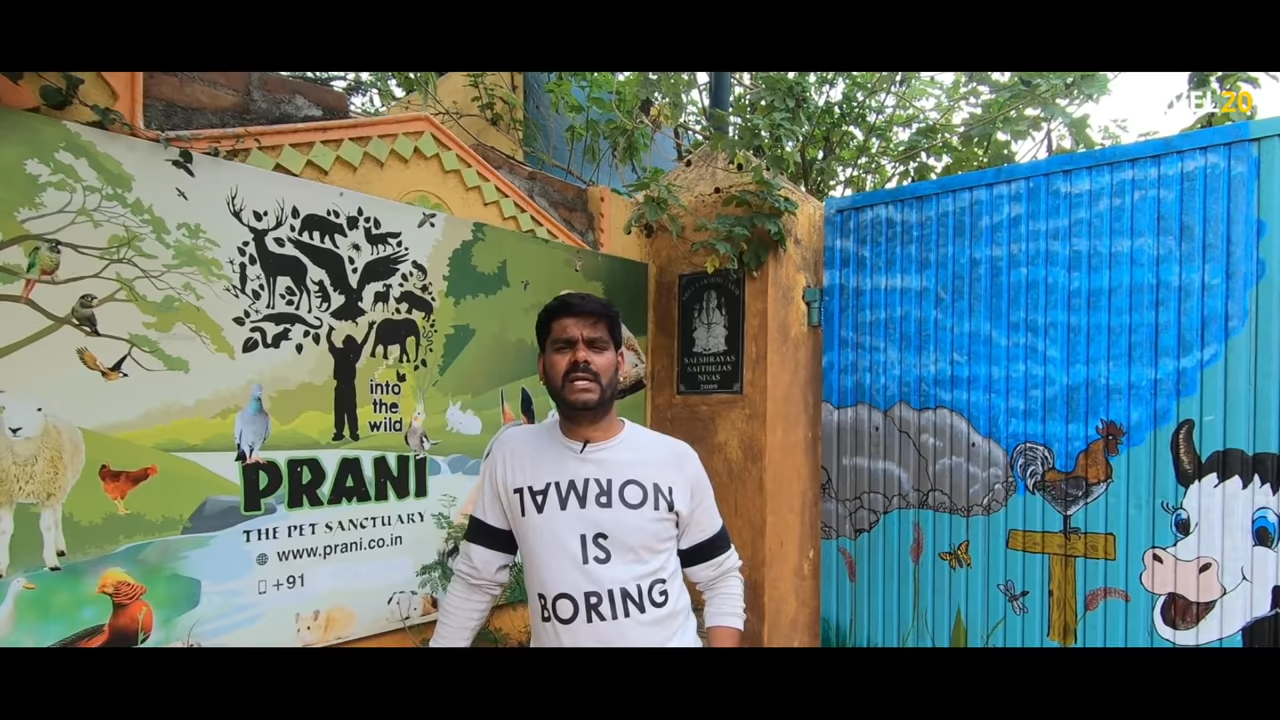 VEL20
into
the
wild
PRANI
THE PET SANCTUARY
www.prani.co.in
+91
SAI SHRAYAS
SAITHEJAS
NIVAS
2009
NORMAL
IS
BORING